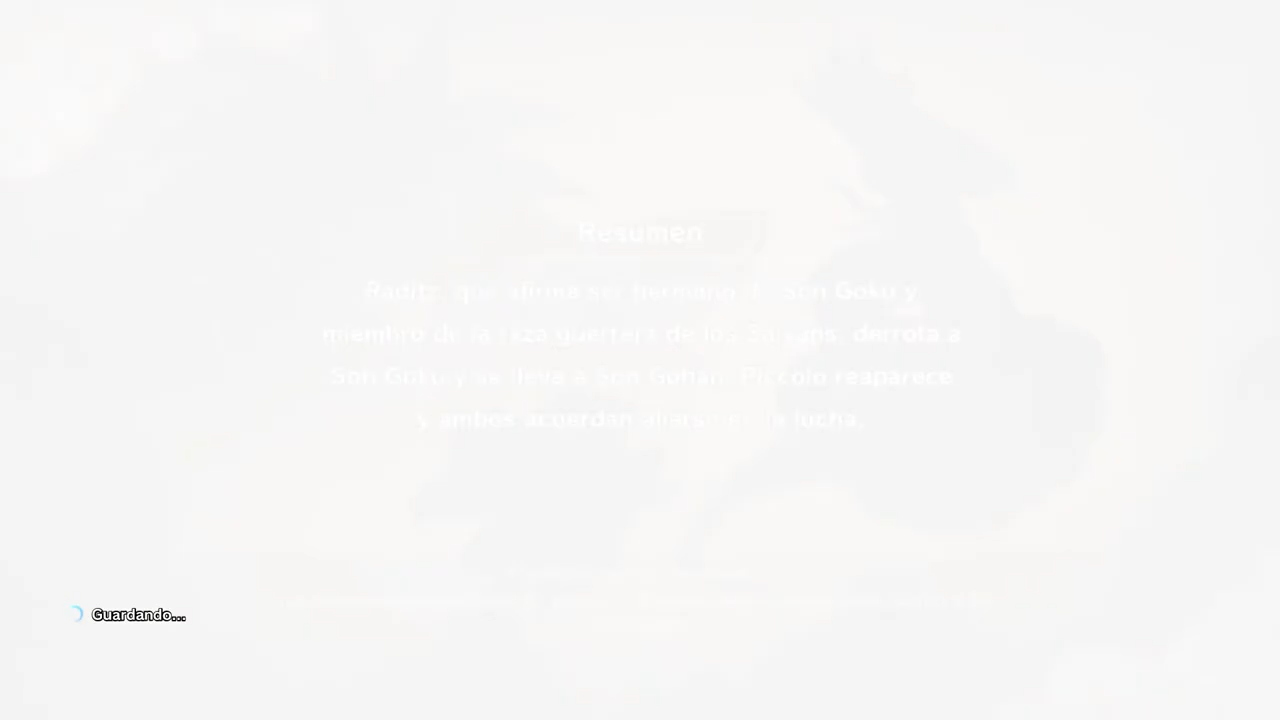 Resumen
Raditz, que afirma ser hermano de Son Goku y
miembro de la raza guerrera de los Saiyans, derrota a
Son Goku y se lleva a Son Gohan. Piccolo reaparece
y ambos acuerdan aliarse en la lucha.
Guardando...